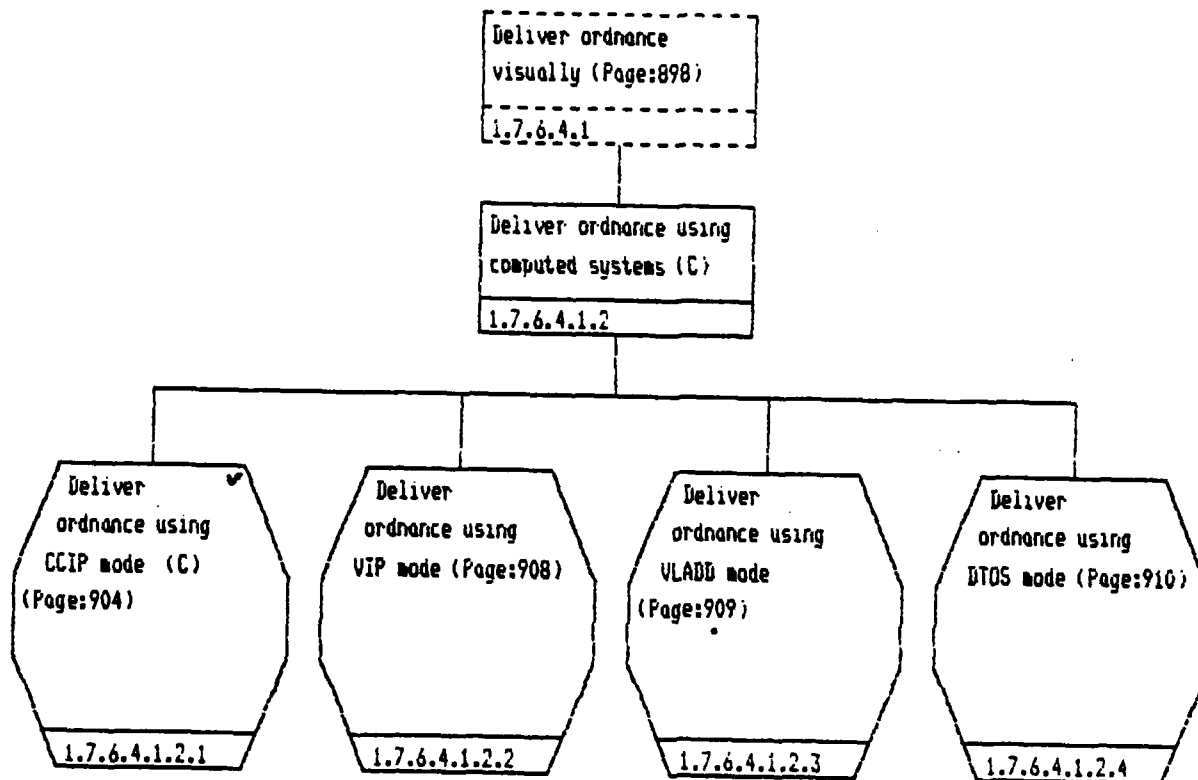 Deliver ordnance
visually (Page:898)
1.7.6.4.1
Deliver ordnance using
computed systems (C)
1.7.6.4.1.2
Deliver
ordnance using
CCIP mode (C)
(Page:904)
1.7.6.4.1.2.1
Deliver
ordnance using
VIP mode (Page:908)
1.7.6.4.1.2.2
Deliver
ordnance using
VLADD mode
(Page:909)
1.7.6.4.1.2.3
Deliver
ordnance using
DTOS mode (Page:910)
1.7.6.4.1.2.4